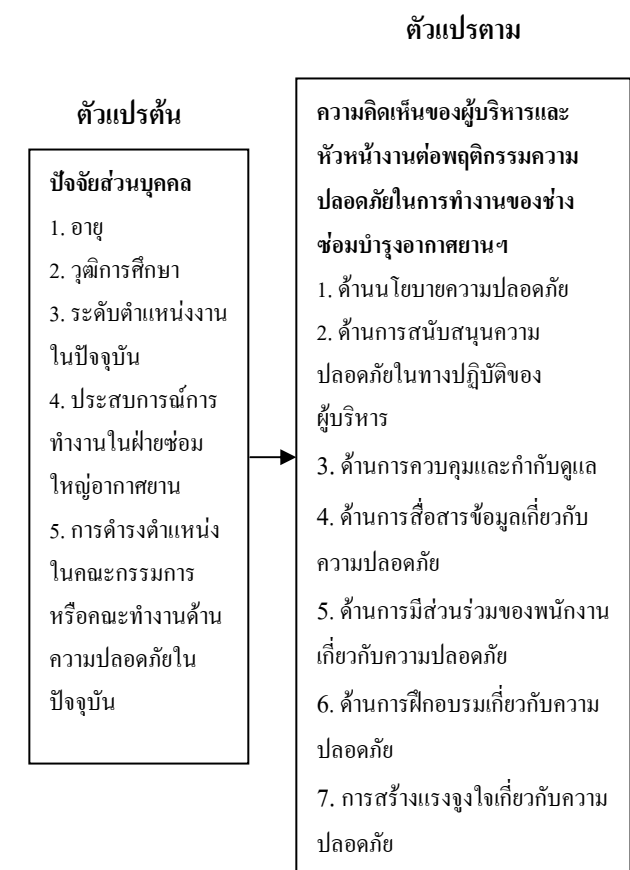 ตัวแปรต้น
ปัจจัยส่วนบุคคล
1. อายุ
2. วุฒิการศึกษา
3. ระดับตำแหน่งงาน
ในปัจจุบัน
4. ประสบการณ์การ
ทำงานในฝ่ายซ่อม
ใหญ่อากาศยาน
5. การดำรงตำแหน่ง
ในคณะกรรมการ
หรือคณะทำงานด้าน
ความปลอดภัยใน
ปัจจุบัน
ตัวแปรตาม
ความคิดเห็นของผู้บริหารและ
หัวหน้างานต่อพฤติกรรมความ
ปลอดภัยในการทำงานของช่าง
ซ่อมบำรุงอากาศยานฯ
1. ด้านนโยบายความปลอดภัย
2. ด้านการสนับสนุนความ
ปลอดภัยในทางปฏิบัติของ
ผู้บริหาร
3. ด้านการควบคุมและกำกับดูแล
4. ด้านการสื่อสารข้อมูลเกี่ยวกับ
ความปลอดภัย
5. ด้านการมีส่วนร่วมของพนักงาน
เกี่ยวกับความปลอดภัย
6. ด้านการฝึกอบรมเกี่ยวกับความ
ปลอดภัย
7. การสร้างแรงจูงใจเกี่ยวกับความ
ปลอดภัย